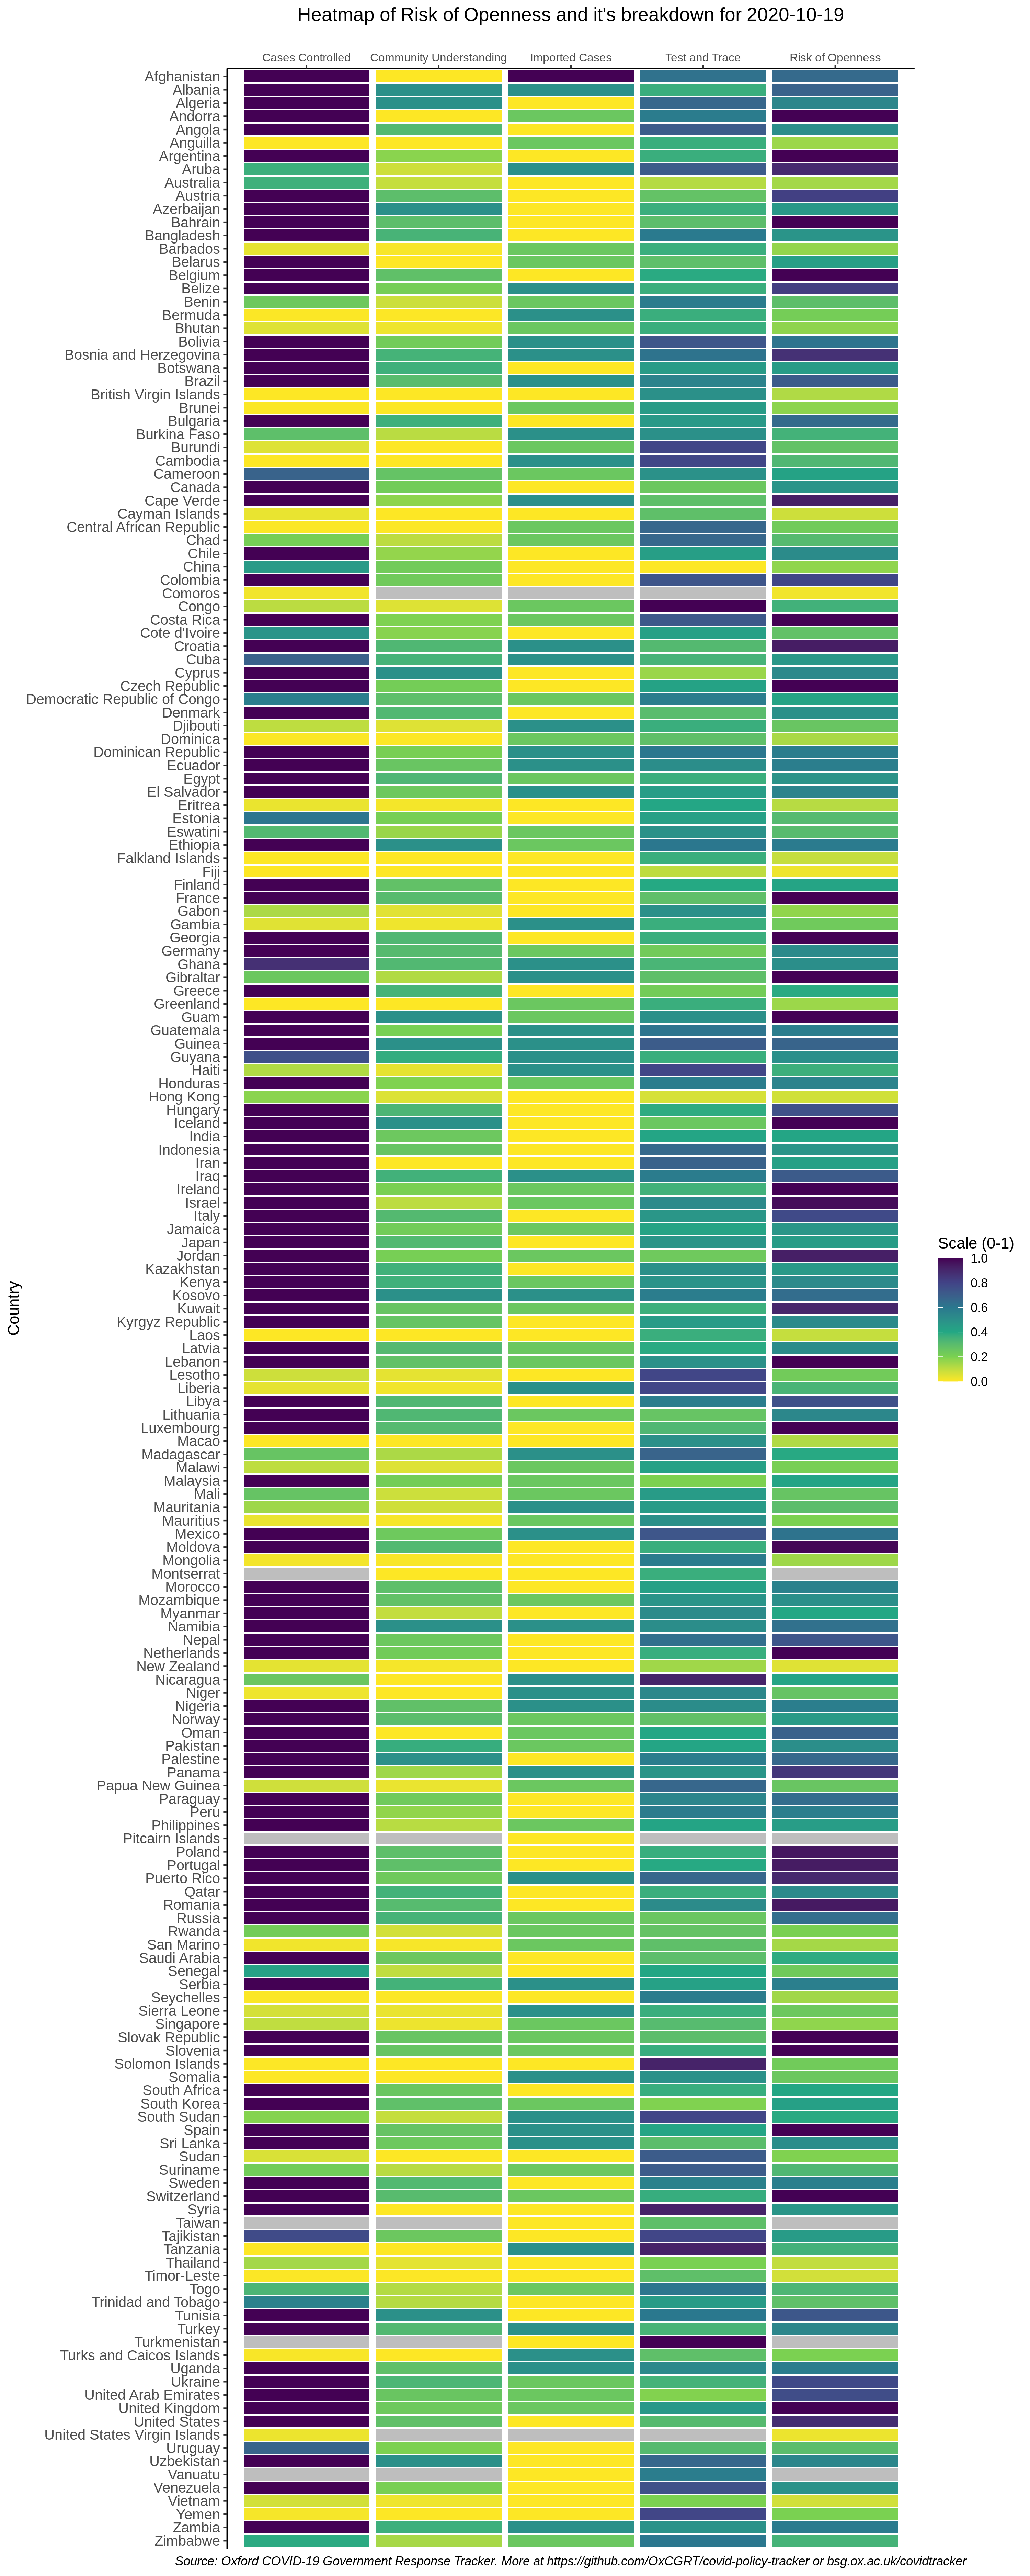 Heatmap of Risk of Openness and it's breakdown for 2020-10-19
Cases Controlled Community Understanding Imported Cases Test and Trace Risk of Openness
Afghanistan
Albania
Algeria
Andorra
Angola
Anguilla
Argentina
Aruba
Australia
Austria
Azerbaijan
Bahrain
Bangladesh
Barbados
Belarus
Belgium
Belize
Benin
Bermuda
Bhutan
Bolivia
Bosnia and Herzegovina
Botswana
Brazil
British Virgin Islands
Brunei
Bulgaria
Burkina Faso
Burundi
Cambodia
Cameroon
Canada
Cape Verde
Cayman Islands
Central African Republic
Chad
Chile
China
Colombia
Comoros
Congo
Costa Rica
Cote d'Ivoire
Croatia
Cuba
Cyprus
Czech Republic
Democratic Republic of Congo
Denmark
Djibouti
Dominica
Dominican Republic
Ecuador
Egypt
El Salvador
Eritrea
Estonia
Eswatini
Ethiopia
Falkland Islands
Fiji
Finland
France
Gabon
Gambia
Georgia
Germany
Ghana
Gibraltar
Greece
Greenland
Guam
Guatemala
Guinea
Guyana
Haiti
Honduras
Hong Kong
Hungary
Iceland
India
Indonesia
Iran
Iraq
Ireland
Israel
Italy
Jamaica
Japan
Jordan
Kazakhstan
Kenya
Kosovo
Kuwait
Kyrgyz Republic
Laos
Latvia
Lebanon
Lesotho
Liberia
Libya
Lithuania
Luxembourg
Macao
Madagascar
Malawi
Malaysia
Mali
Mauritania
Mauritius
Mexico
Moldova
Mongolia
Montserrat
Morocco
Mozambique
Myanmar
Namibia
Nepal
Netherlands
New Zealand
Nicaragua
Niger
Nigeria
Norway
Oman
Pakistan
Palestine
Panama
Papua New Guinea
Paraguay
Peru
Philippines
Pitcairn Islands
Poland
Portugal
Puerto Rico
Qatar
Romania
Russia
Rwanda
San Marino
Saudi Arabia
Senegal
Serbia
Seychelles
Sierra Leone
Singapore
Slovak Republic
Slovenia
Solomon Islands
Somalia
South Africa
South Korea
South Sudan
Spain
Sri Lanka
Sudan
Suriname
Sweden
Switzerland
Syria
Taiwan
Tajikistan
Tanzania
Thailand
Timor-Leste
Togo
Trinidad and Tobago
Tunisia
Turkey
Turkmenistan
Turks and Caicos Islands
Uganda
Ukraine
United Arab Emirates
United Kingdom
United States
United States Virgin Islands
Uruguay
Uzbekistan
Vanuatu
Venezuela
Vietnam
Yemen
Zambia
Zimbabwe
Country
Scale (0-1)
1.0
0.8
0.6
0.4
0.2
0.0
Source: Oxford COVID-19 Government Response Tracker. More at https://github.com/OxCGRT/covid-policy-tracker or bsg.ox.ac.uk/covidtracker